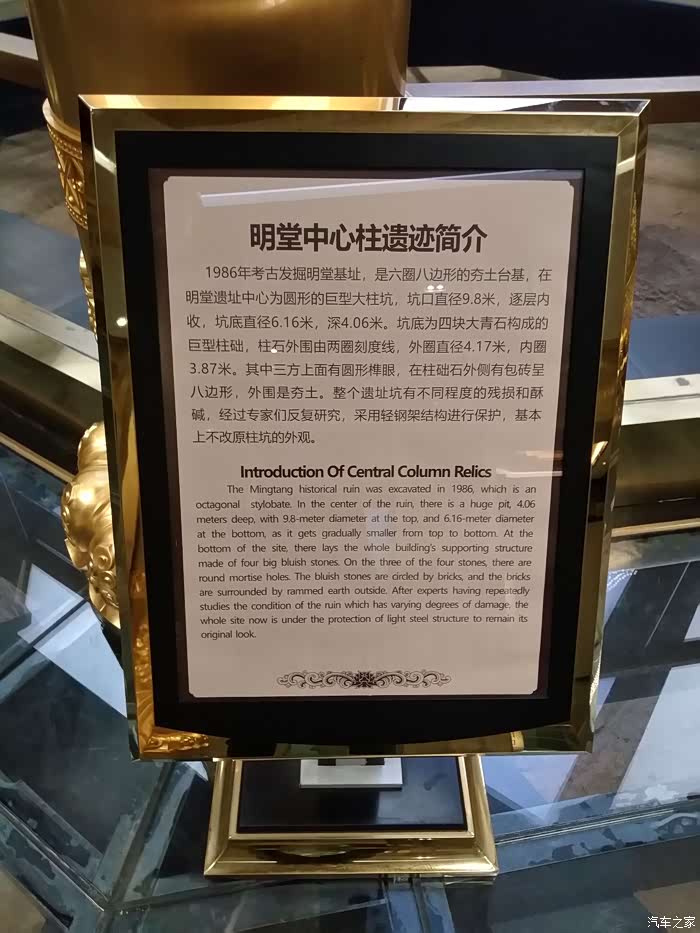 明堂中心柱遗迹简介
1986年考古发掘明堂基址，是六圈八边形的夯土台基，在
明堂遗址中心为圆形的巨型大柱坑，坑口直径9.8米，逐层内
收，坑底直径6.16米，深4.06米。坑底为四块大青石构成的
巨型柱础，柱石外围由两圈刻度线，外圈直径4.17米，内圈
3.87米。其中三方上面有圆形榫眼，在柱础石外侧有包砖呈
八边形，外围是夯土。整个遗址坑有不同程度的残损和酥
碱，经过专家们反复研究，采用轻钢架结构进行保护，基本
上不改原柱坑的外观。
Introduction Of Central Column Relics
The Mingtang historical ruin was excavated in 1986, which is an
octagonal stylobate. In the center of the ruin, there is a huge pit, 4.06
meters deep, with 9.8-meter diameter at the top, and 6.16-meter diameter
at the bottom, as it gets gradually smaller from top to bottom. At the
bottom of the site, there lays the whole building's supporting structure
made of four big bluish stones. On the three of the four stones, there are
round mortise holes. The bluish stones are circled by bricks, and the bricks
are surrounded by rammed earth outside. After experts having repeatedly
studies the condition of the ruin which has varying degrees of damage, the
whole site now is under the protection of light steel structure to remain its
original look.
汽车之家